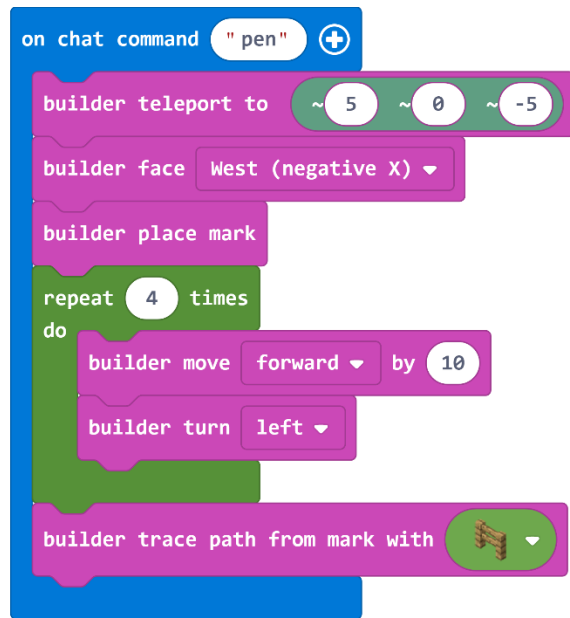 on chat command "pen"
builder teleport to ~ 5 ~ 0 ~ -5
builder face West (negative X)
builder place mark
repeat 4 times
do
builder move forward by 10
builder turn left
builder trace path from mark with